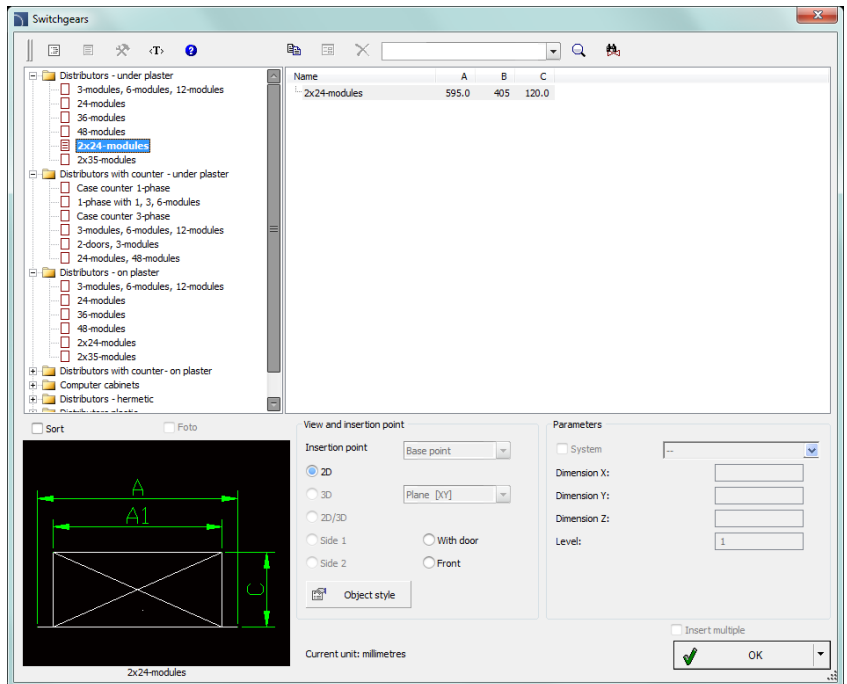 Switchgears
‹T›
Distributors - under plaster
3-modules, 6-modules, 12-modules
24-modules
36-modules
48-modules
2x24-modules
2x35-modules
Distributors with counter - under plaster
Case counter 1-phase
1-phase with 1, 3, 6-modules
Case counter 3-phase
3-modules, 6-modules, 12-modules
2-doors, 3-modules
24-modules, 48-modules
Distributors - on plaster
3-modules, 6-modules, 12-modules
24-modules
36-modules
48-modules
2x24-modules
2x35-modules
Distributors with counter- on plaster
Computer cabinets
Distributors - hermetic
Name A B C
2x24-modules 595.0 405 120.0
Sort Foto
A
A1
C
2x24-modules
View and insertion point
Insertion point Base point
2D
3D Plane [XY]
2D/3D
Side 1 With door
Side 2 Front
Object style
Current unit: milimetres
Parameters
System --
Dimension X:
Dimension Y:
Dimension Z:
Level: 1
Insert multiple
OK